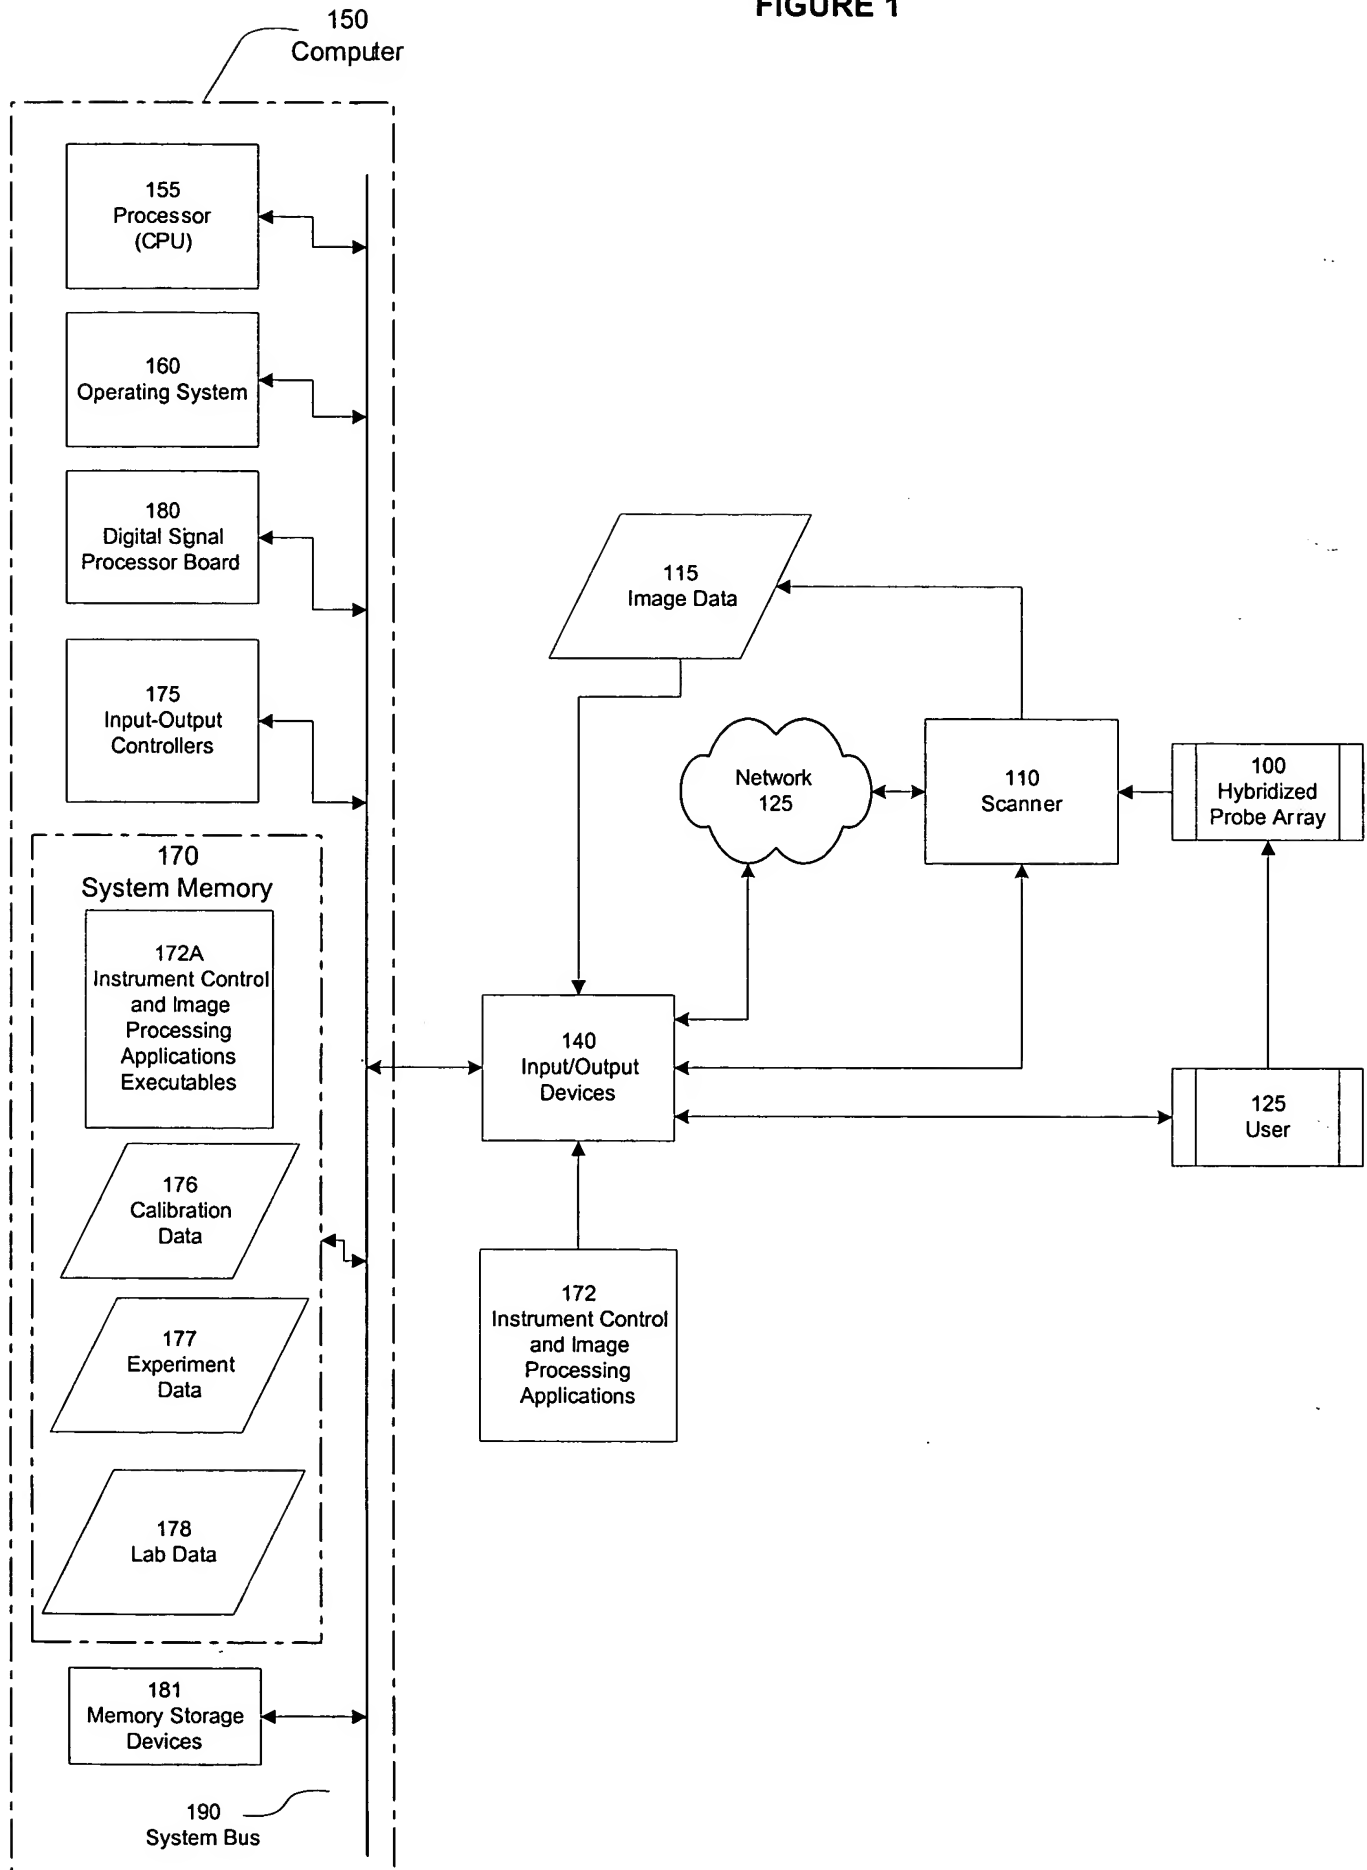 FIGURE 1
150
Computer
155
Processor
(CPU)
160
Operating System
180
Digital Signal
Processor Board
175
Input-Output
Controllers
170
System Memory
172A
Instrument Control
and Image
Processing
Applications
Executables
176
Calibration
Data
177
Experiment
Data
178
Lab Data
181
Memory Storage
Devices
190
System Bus
115
Image Data
Network
125
110
Scanner
100
Hybridized
Probe Array
140
Input/Output
Devices
125
User
172
Instrument Control
and Image
Processing
Applications